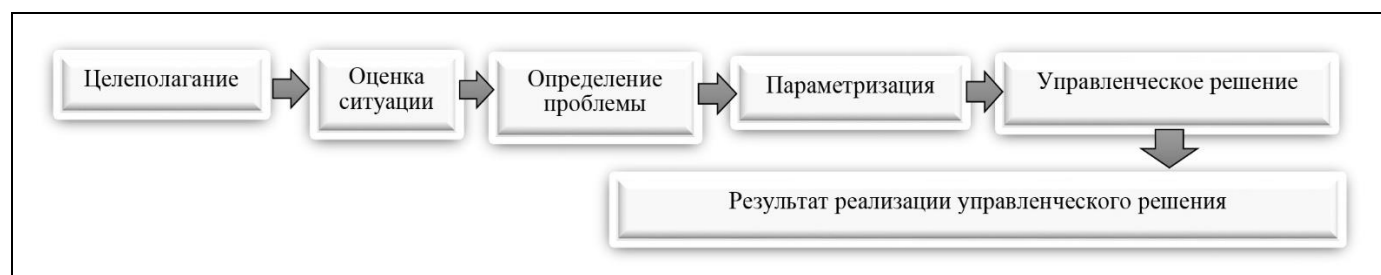 Целеполагание
Оценка
ситуации
Определение
проблемы
Параметризация
Управленческое решение
Результат реализации управленческого решения